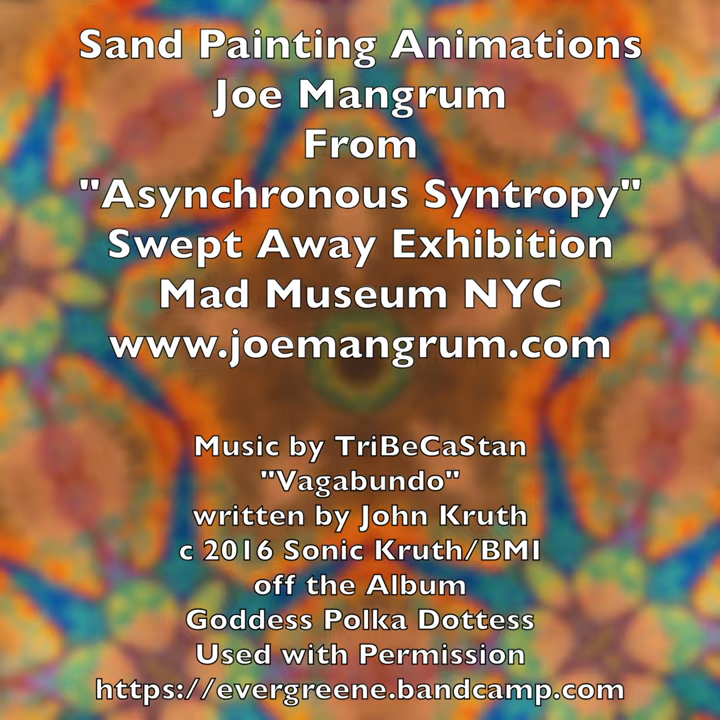 Sand Painting Animations
Joe Mangrum
From
"Asynchronous Syntropy"
Swept Away Exhibition
Mad Museum NYC
www.joemangrum.com
Music by TriBeCaStan
"Vagabundo"
written by John Kruth
c 2016 Sonic Kruth/BMI
off the Album
Goddess Polka Dottess
Used with Permission
https://evergreene.bandcamp.com